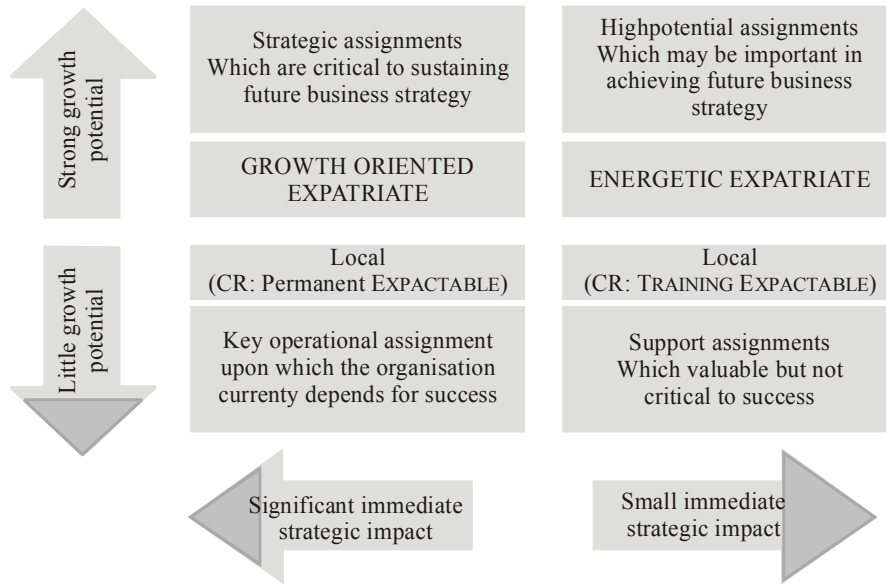 Strong growth
potential
Strategic assignments
Which are critical to sustaining
future business strategy
Highpotential assignments
Which may be important in
achieving future business
strategy
GROWTH ORIENTED
EXPATRIATE
ENERGETIC EXPATRIATE
Little growth
potential
Local
(CR: Permanent EXPACTABLE)
Local
(CR: TRAINING EXPACTABLE)
Key operational assignment
upon which the organisation
currenty depends for success
Support assignments
Which valuable but not
critical to success
Significant immediate
strategic impact
Small immediate
strategic impact